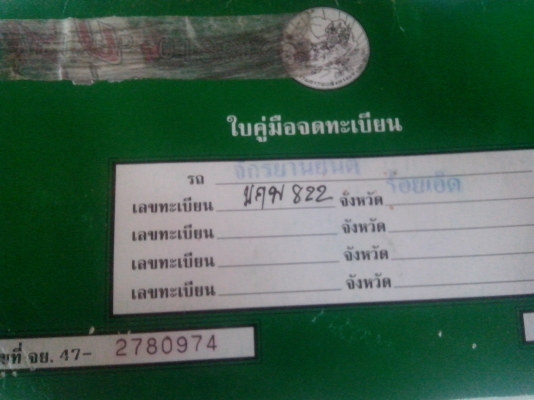 ใบคู่มือจดทะเบียน
รถ จักรยานยนต์
เลขทะเบียน 822 จังหวัด ร้อยเอ็ด
เลขทะเบียน จังหวัด
เลขทะเบียน จังหวัด
เลขทะเบียน จังหวัด
ที่ จย. 47- 2780974